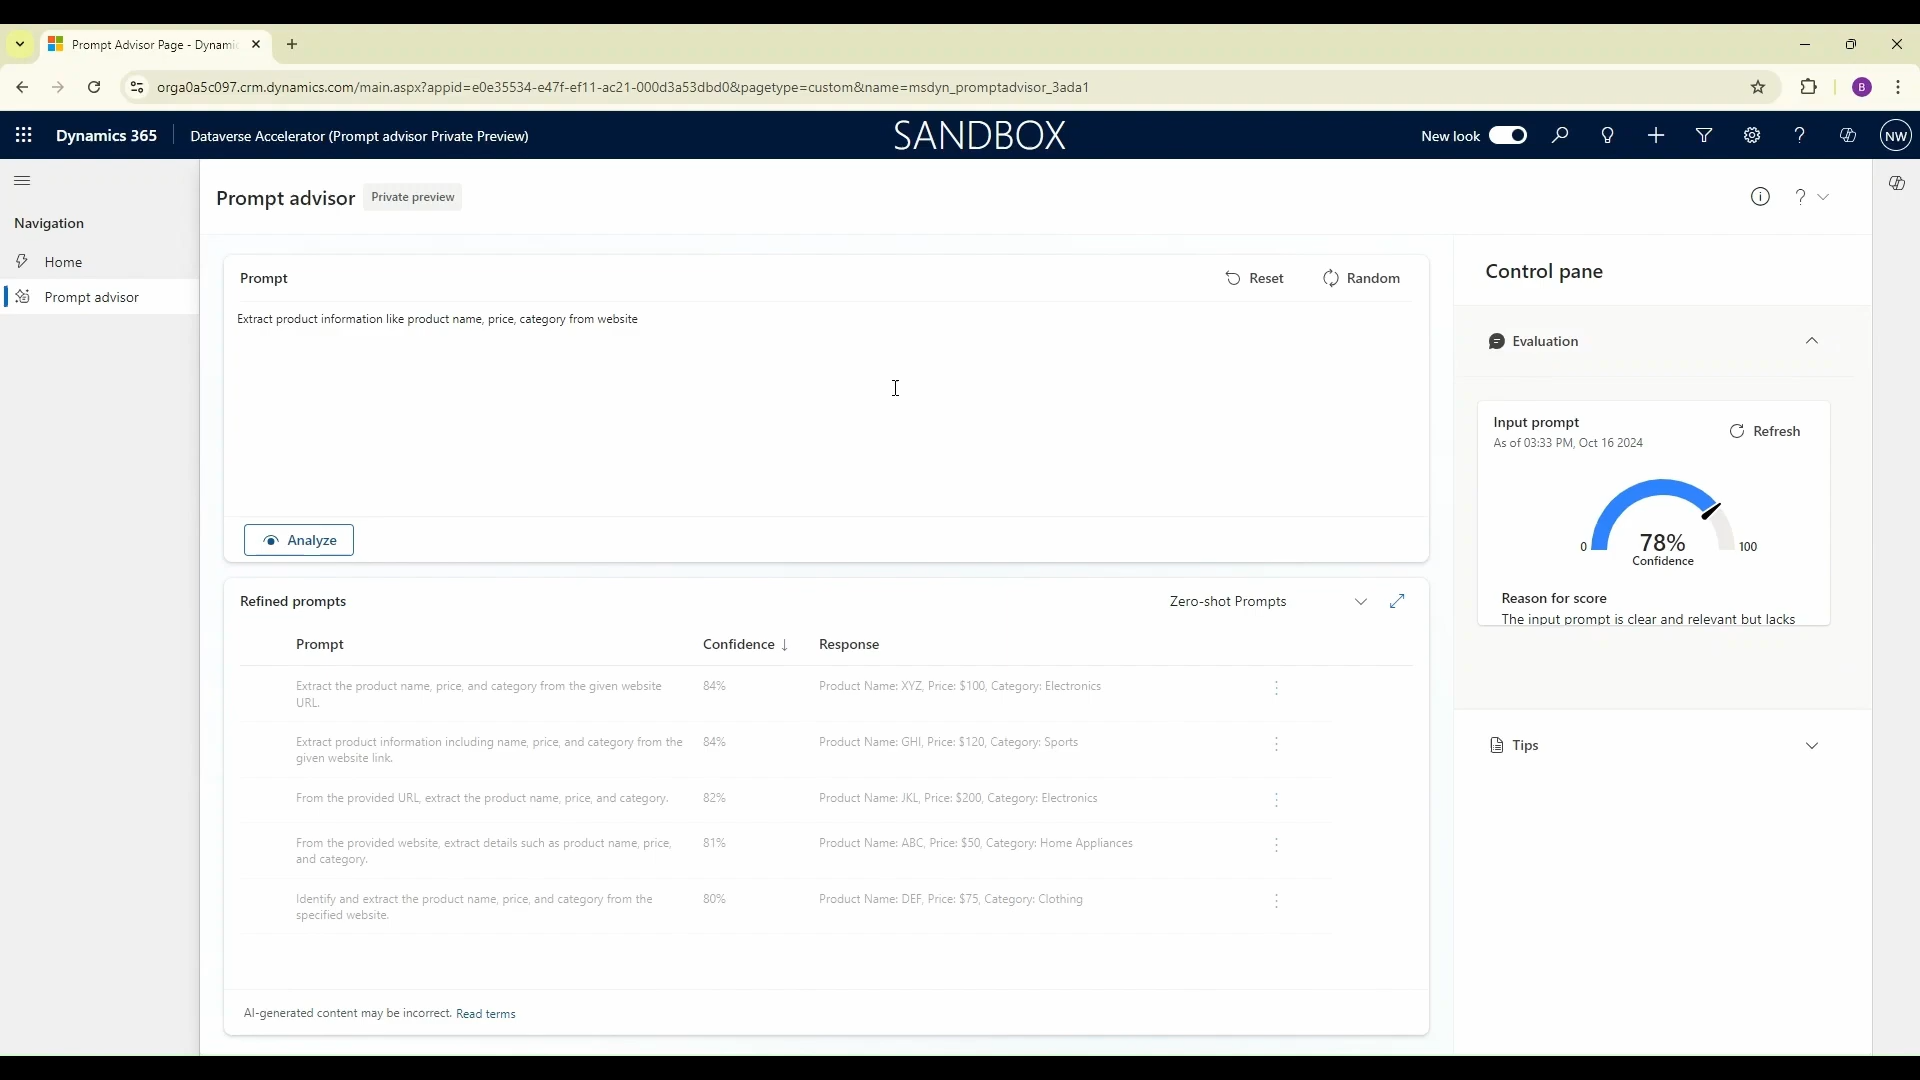 Prompt Advisor Page - Dynami
orga0a5c097.crm.dynamics.com/main.aspx?appid=e0e35534-e47f-ef11-ac21-000d3a53dbd0&pagetype=custom&name=msdyn_promptadvisor_3ada1
B
Dynamics 365
Dataverse Accelerator (Prompt advisor Private Preview)
SANDBOX
New look
NW
Navigation
Home
Prompt advisor
Prompt advisor
Private preview
Prompt
Reset
Random
Extract product information like product name, price, category from website
Analyze
Refined prompts
Zero-shot Prompts
Prompt
Confidence ↓
Response
Extract the product name, price, and category from the given website
URL.
84%
Product Name: XYZ, Price: $100, Category: Electronics
Extract product information including name, price, and category from the
given website link.
84%
Product Name: GHI, Price: $120, Category: Sports
From the provided URL, extract the product name, price, and category.
82%
Product Name: JKL, Price: $200, Category: Electronics
From the provided website, extract details such as product name, price,
and category.
81%
Product Name: ABC, Price: $50, Category: Home Appliances
Identify and extract the product name, price, and category from the
specified website.
80%
Product Name: DEF, Price: $75, Category: Clothing
AI-generated content may be incorrect. Read terms
Control pane
Evaluation
Input prompt
As of 03:33 PM, Oct 16 2024
Refresh
0
78%
100
Confidence
Reason for score
The input prompt is clear and relevant but lacks
Tips